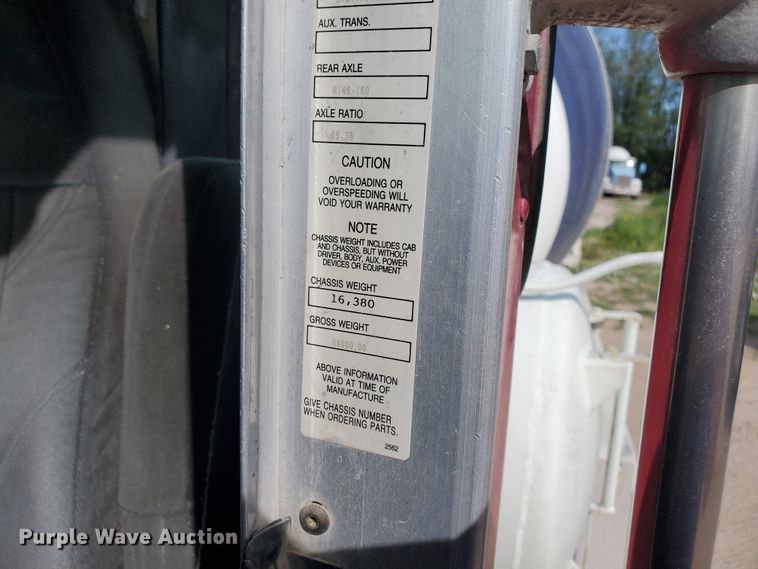 AUX. TRANS.
REAR AXLE
RT46-160
AXLE RATIO
05.38
CAUTION
OVERLOADING OR
OVERSPEEDING WILL
VOID YOUR WARRANTY
NOTE
CHASSIS WEIGHT INCLUDES CAB
AND CHASSIS, BUT WITHOUT
DRIVER, BODY, AUX. POWER
DEVICES OR EQUIPMENT
CHASSIS WEIGHT
16,380
GROSS WEIGHT
66000.00
ABOVE INFORMATION
VALID AT TIME OF
MANUFACTURE
GIVE CHASSIS NUMBER
WHEN ORDERING PARTS.
2562
Purple Wave Auction